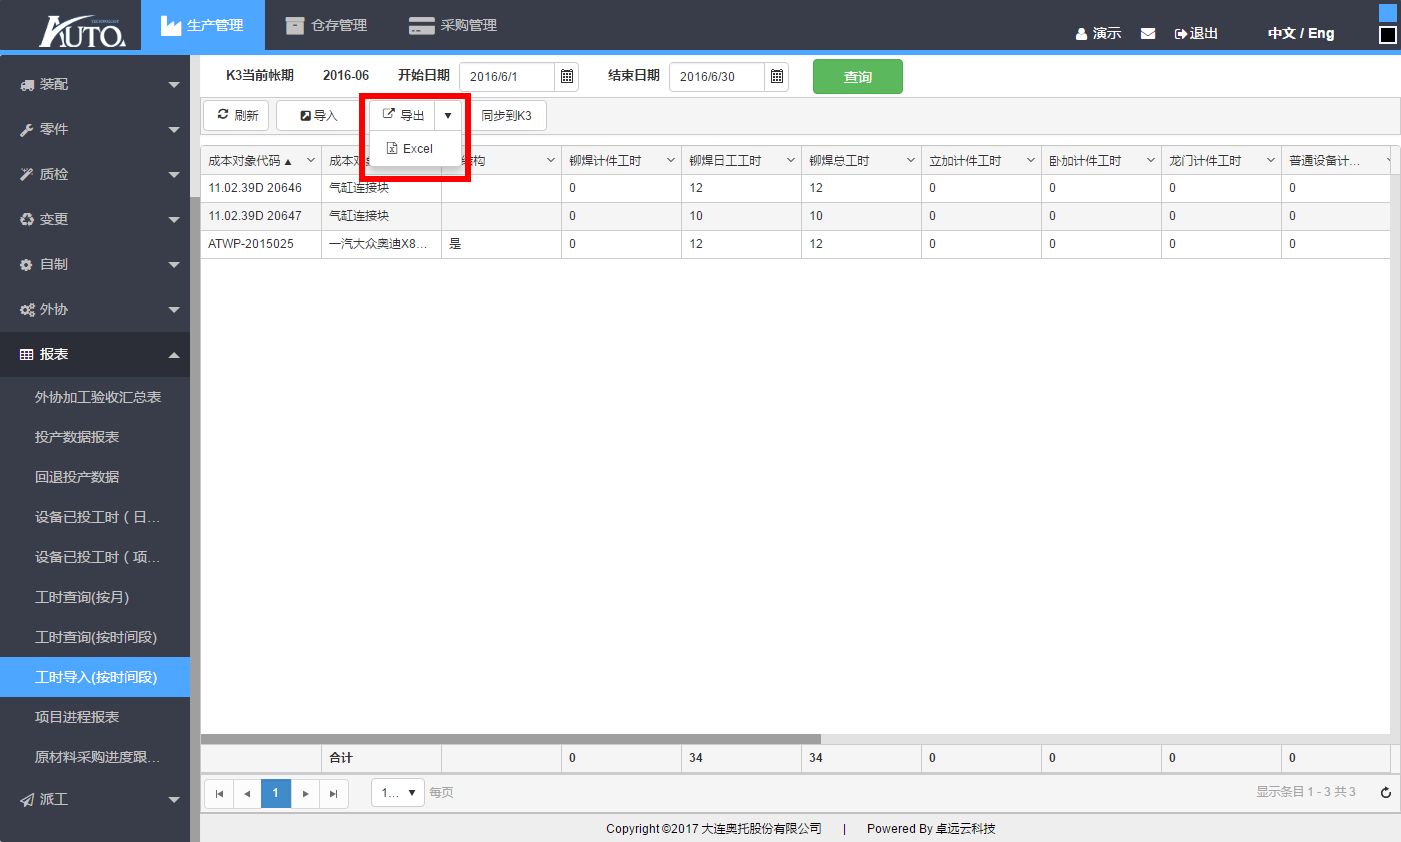 AUTO.
生产管理
仓存管理
采购管理
演示
退出
中文 / Eng
装配
零件
质检
变更
自制
外协
报表
外协加工验收汇总表
投产数据报表
回退投产数据
设备已投工时（日...
设备已投工时（项...
工时查询(按月)
工时查询(按时间段)
工时导入(按时间段)
项目进程报表
原材料采购进度跟...
派工
K3当前帐期 2016-06 开始日期 2016/6/1 结束日期 2016/6/30 查询
刷新 导入 导出 同步到K3
Excel
成本对象代码 成本对 结构 铆焊计件工时 铆焊日工工时 铆焊总工时 立加计件工时 卧加计件工时 龙门计件工时 普通设备计...
11.02.39D 20646 气缸连接块 0 12 12 0 0 0 0
11.02.39D 20647 气缸连接块 0 10 10 0 0 0 0
ATWP-2015025 一汽大众奥迪X8... 是 0 12 12 0 0 0 0
合计 0 34 34 0 0 0 0
1 1... 每页 显示条目 1 - 3 共 3
Copyright ©2017 大连奥托股份有限公司 | Powered By 卓远云科技